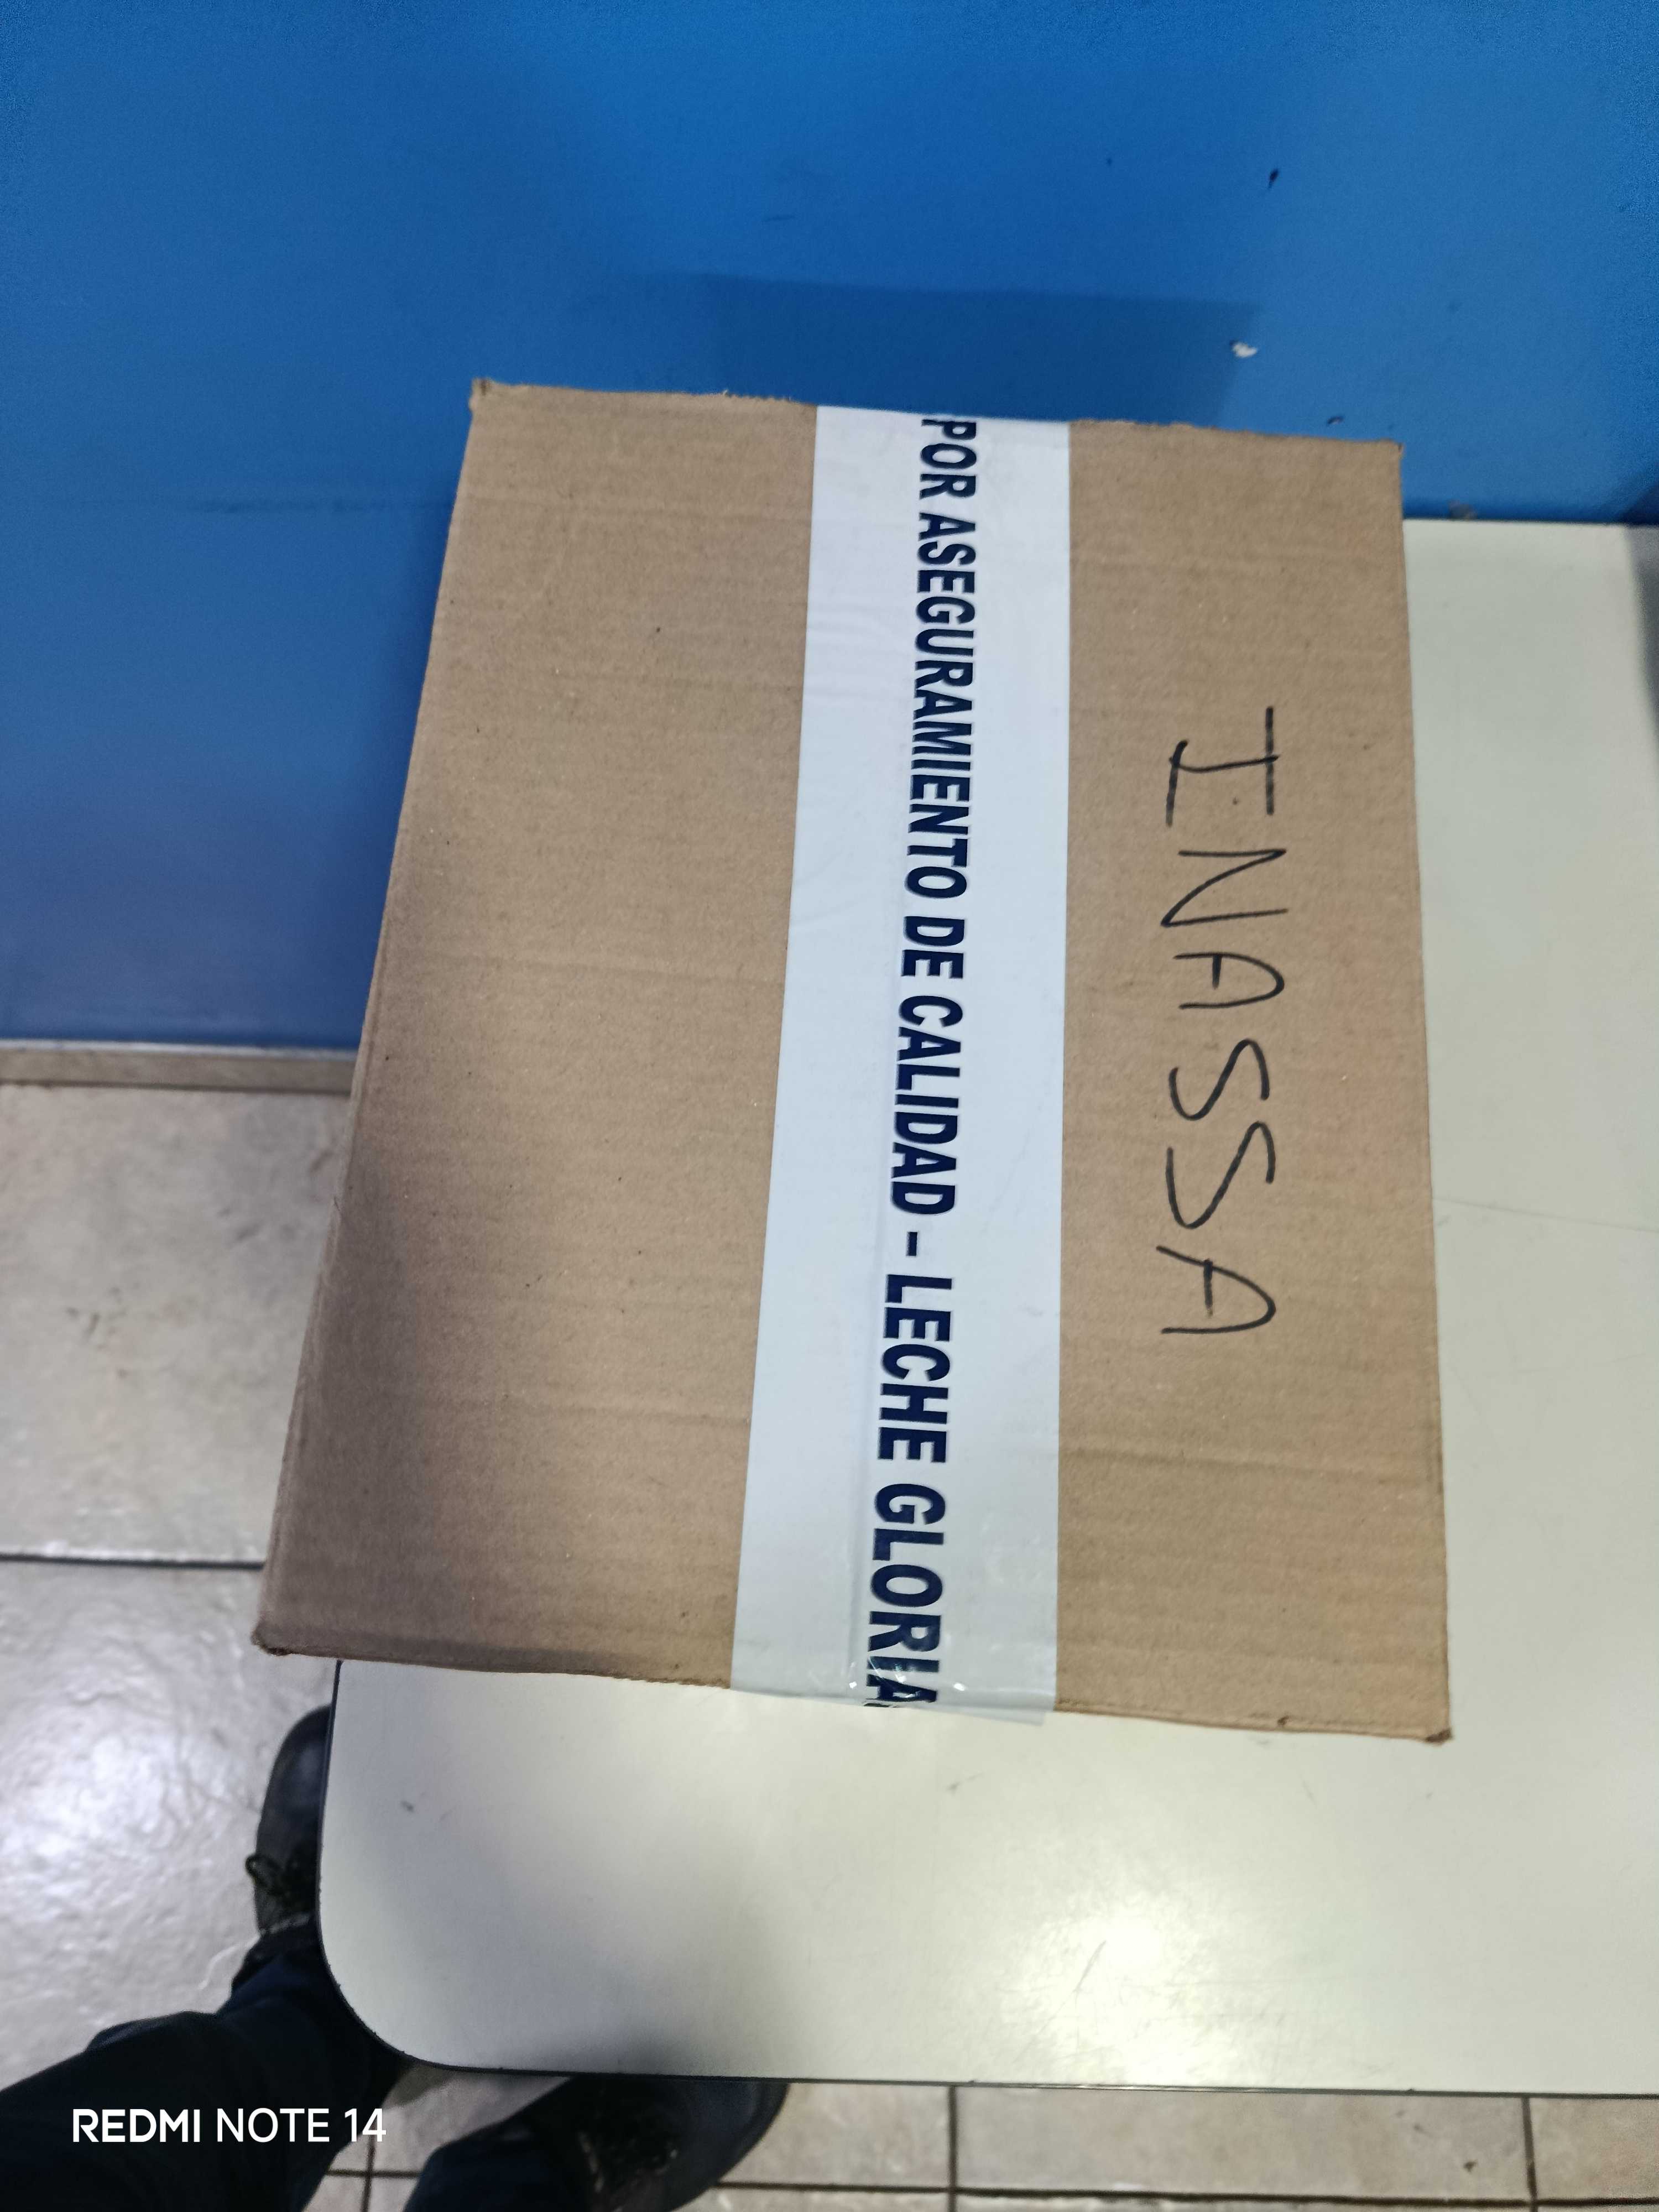 POR ASEGURAMIENTO DE CALIDAD - LECHE GLORIA
INASSA
REDMI NOTE 14